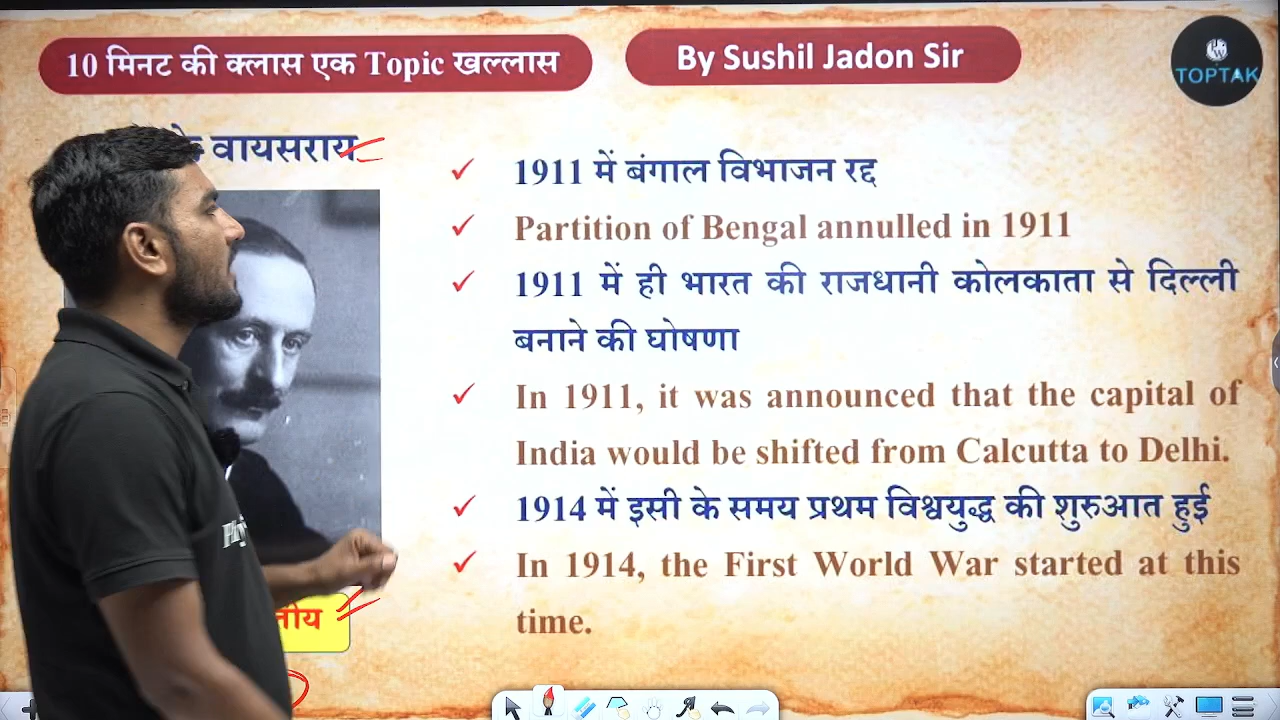 10 मिनट की क्लास एक Topic खल्लास
By Sushil Jadon Sir
TOPTAK
के वायसराय
1911 में बंगाल विभाजन रद्द
Partition of Bengal annulled in 1911
1911 में ही भारत की राजधानी कोलकाता से दिल्ली
बनाने की घोषणा
In 1911, it was announced that the capital of
India would be shifted from Calcutta to Delhi.
1914 में इसी के समय प्रथम विश्वयुद्ध की शुरुआत हुई
In 1914, the First World War started at this
time.